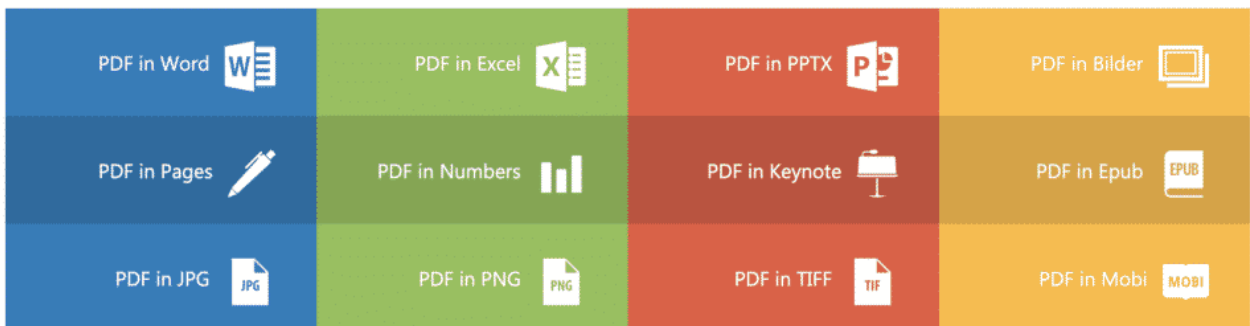 PDF in Word W
PDF in Excel X
PDF in PPTX P
PDF in Bilder
PDF in Pages
PDF in Numbers
PDF in Keynote
PDF in Epub EPUB
PDF in JPG JPG
PDF in PNG PNG
PDF in TIFF TIF
PDF in Mobi MOBI